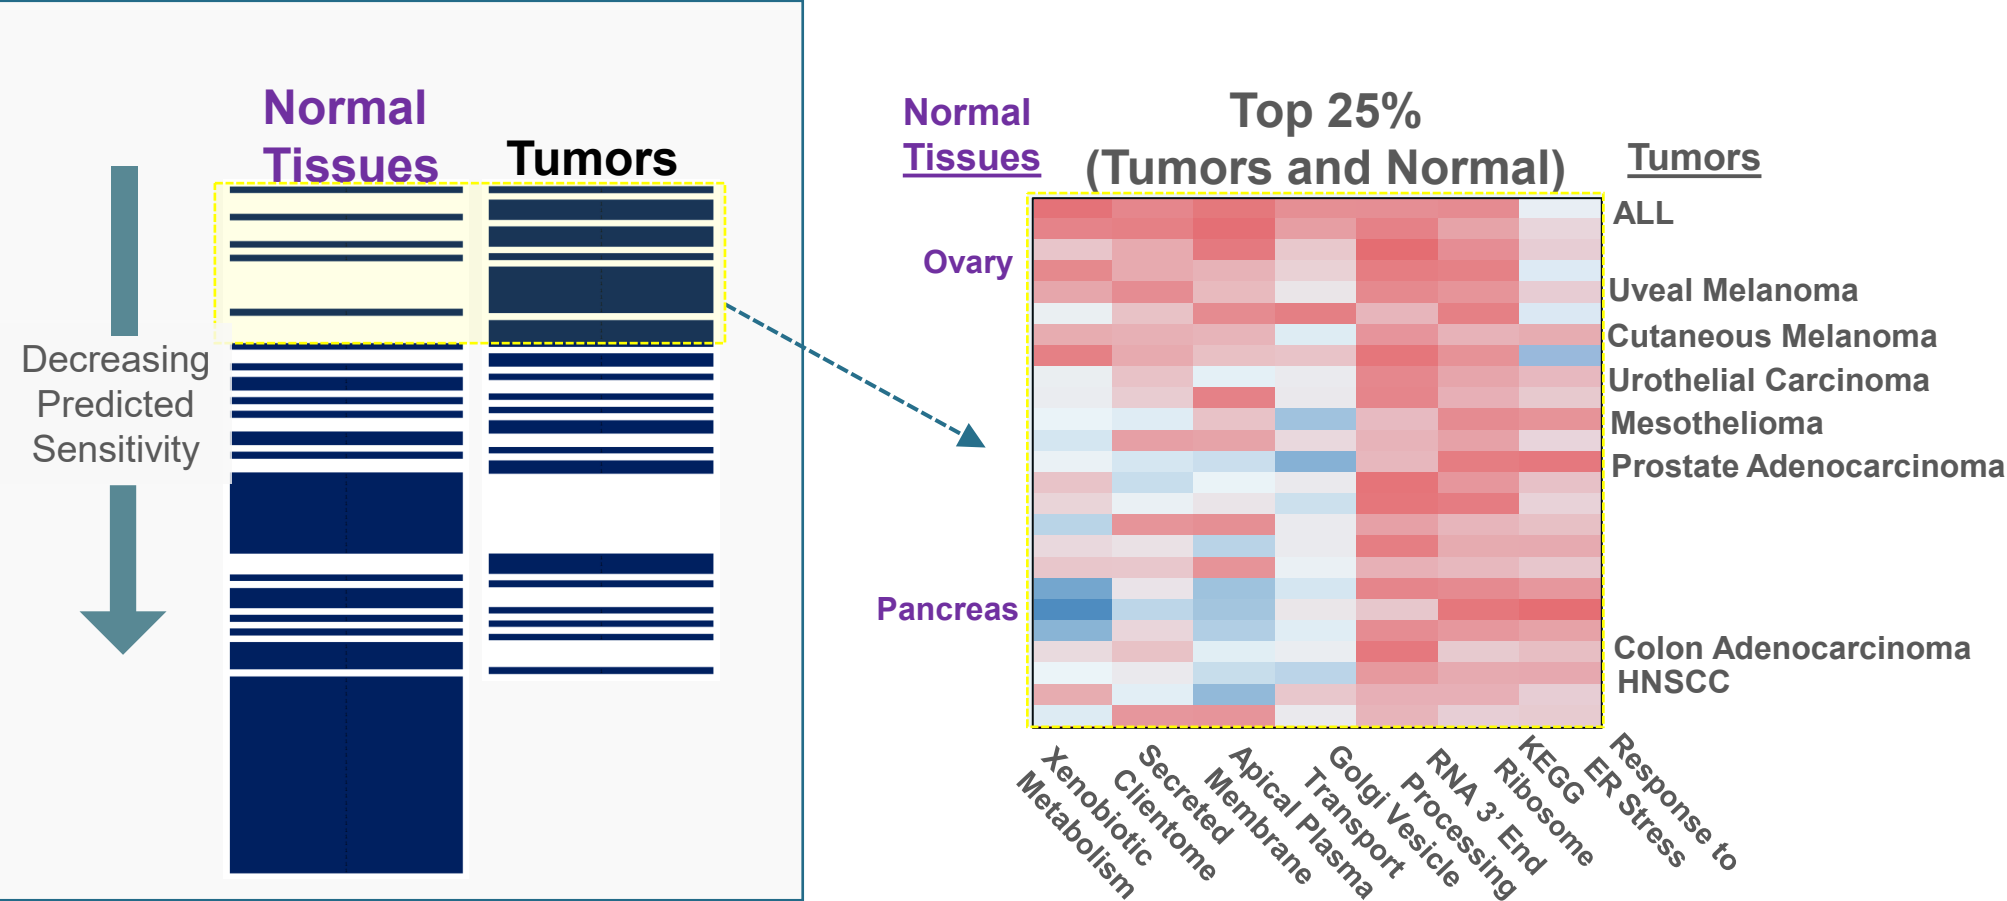 Normal
Tissues
Tumors
Decreasing
Predicted
Sensitivity
Normal
Tissues
Top 25%
(Tumors and Normal)
Tumors
Ovary
Pancreas
ALL
Uveal Melanoma
Cutaneous Melanoma
Urothelial Carcinoma
Mesothelioma
Prostate Adenocarcinoma
Colon Adenocarcinoma
HNSCC
Xenobiotic
Metabolism
Secreted
Clientome
Apical Plasma
Membrane
Golgi Vesicle
Transport
RNA 3’ End
Processing
KEGG
Ribosome
Response to
ER Stress